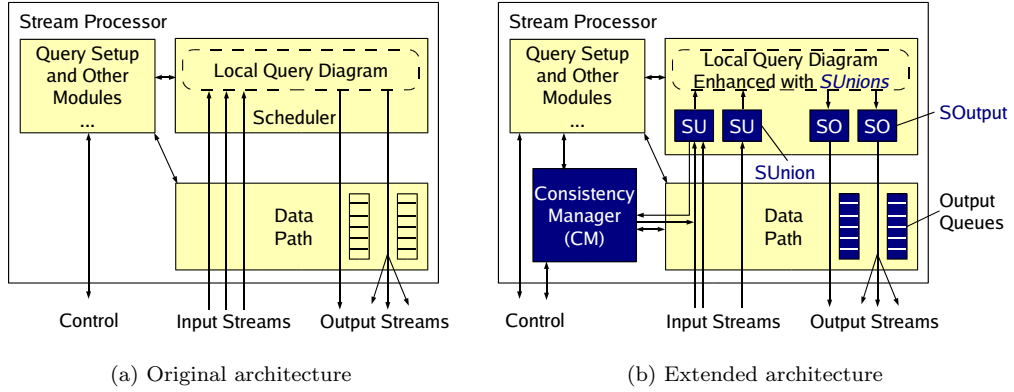 Stream Processor
Query Setup
and Other
Modules
...
Local Query Diagram
Scheduler
Data
Path
Control
Input Streams
Output Streams
(a) Original architecture
Stream Processor
Query Setup
and Other
Modules
...
Local Query Diagram
Enhanced with SUnions
SU
SU
SO
SO
SOutput
SUnion
Consistency
Manager
(CM)
Data
Path
Output
Queues
Control
Input Streams
Output Streams
(b) Extended architecture